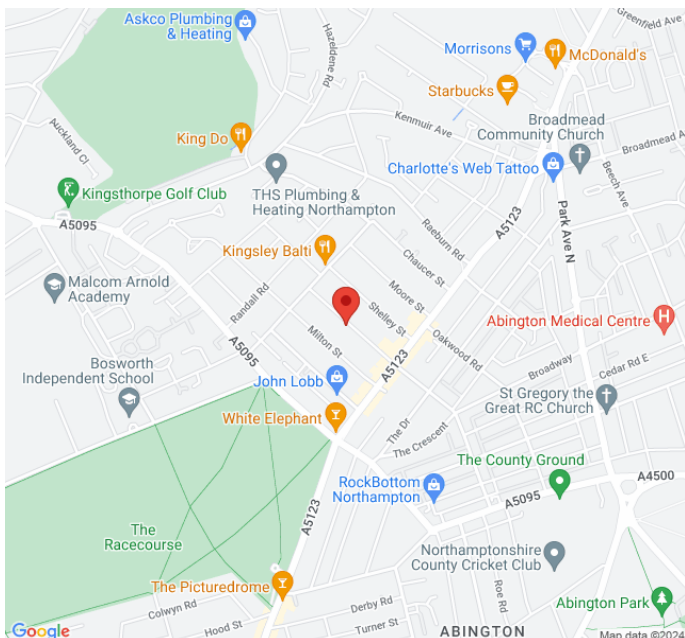 Greenfield Ave
Askco Plumbing
& Heating
Hazeldene Rd
Morrisons
McDonald's
Starbucks
Auckland Cl
King Do
Kenmuir Ave
Broadmead
Community Church
Broadmead A
Charlotte's Web Tattoo
Beech Ave
Kingsthorpe Golf Club
THS Plumbing &
Heating Northampton
Raeburn Rd
A5123
Park Ave N
A5095
Kingsley Balti
Chaucer St
Malcom Arnold
Academy
Randall Rd
Moore St
Shelley St
Abington Medical Centre
Oakwood Rd
Milton St
A5095
A5123
Broadway
Cedar Rd E
Bosworth
Independent School
John Lobb
St Gregory the
Great RC Church
White Elephant
The Dr
The Crescent
The County Ground
RockBottom
Northampton
A4500
A5095
A5123
The
Racecourse
Northamptonshire
County Cricket Club
The Picturedrome
Roe Rd
Abington Park
Colwyn Rd
Derby Rd
Hood St
Turner St
ABINGTON
Google
Map data ©202